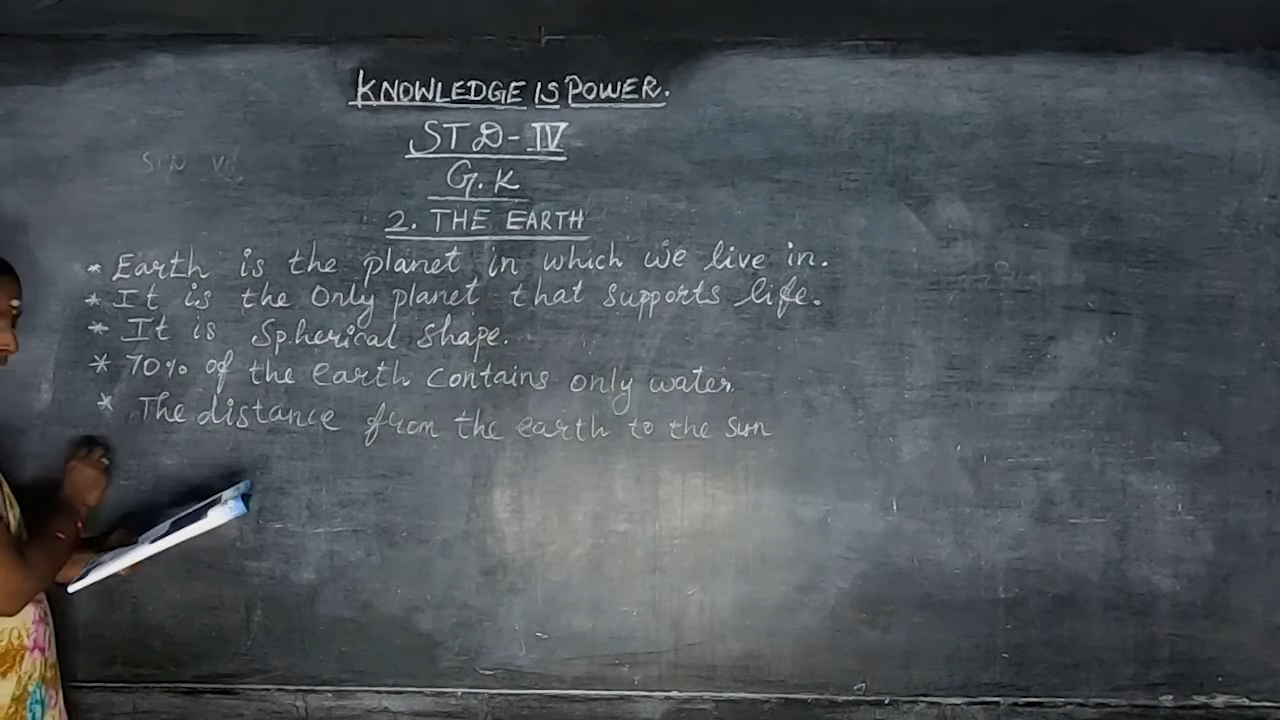 KNOWLEDGE IS POWER.
STD-IV
G.K
2. THE EARTH
* Earth is the planet in which we live in.
* It is the Only planet that supports life.
* It is Spherical shape.
* 70% of the earth contains only water.
* The distance from the earth to the sun